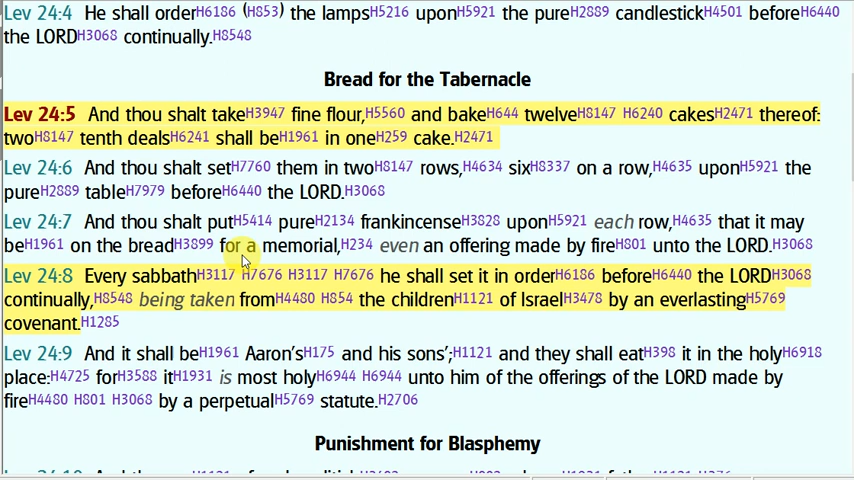 Lev 24:4 He shall orderH6186 (H853) the lampsH5216 uponH5921 the pureH2889 candlestickH4501 beforeH6440
the LORDH3068 continually.H8548
Bread for the Tabernacle
Lev 24:5 And thou shalt takeH3947 fine flour,H5560 and bakeH644 twelveH8147 H6240 cakesH2471 thereof:
twoH8147 tenth dealsH6241 shall beH1961 in oneH259 cake.H2471
Lev 24:6 And thou shalt setH7760 them in twoH8147 rows,H4634 sixH8337 on a row,H4635 uponH5921 the
pureH2889 tableH7979 beforeH6440 the LORD.H3068
Lev 24:7 And thou shalt putH5414 pureH2134 frankincenseH3828 uponH5921 each row,H4635 that it may
beH1961 on the breadH3899 for a memorial,H234 even an offering made by fireH801 unto the LORD.H3068
Lev 24:8 Every sabbathH3117 H7676 H3117 H7676 he shall set it in orderH6186 beforeH6440 the LORDH3068
continually,H8548 being taken fromH4480 H854 the childrenH1121 of IsraelH3478 by an everlastingH5769
covenant.H1285
Lev 24:9 And it shall beH1961 Aaron'sH175 and his sons';H1121 and they shall eatH398 it in the holyH6918
place:H4725 forH3588 itH1931 is most holyH6944 H6944 unto him of the offerings of the LORD made by
fireH4480 H801 H3068 by a perpetualH5769 statute.H2706
Punishment for Blasphemy